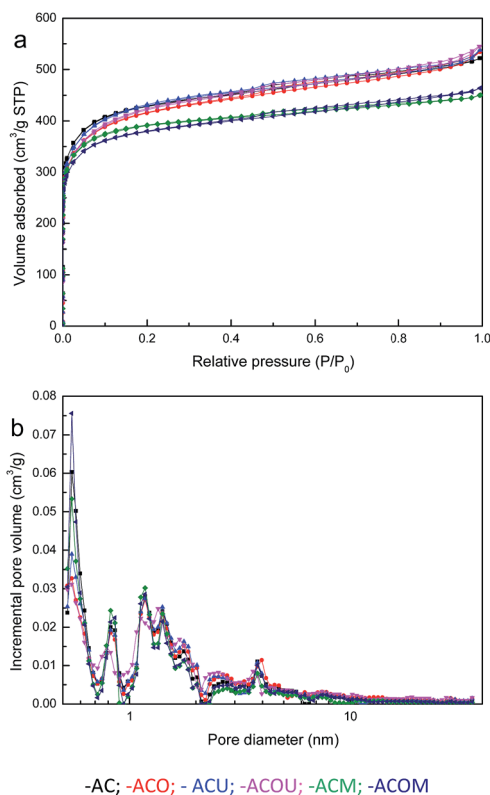 a
600
500
400
300
200
100
0
Volume adsorbed (cm³/g STP)
0.0 0.2 0.4 0.6 0.8 1.0
Relative pressure (P/P₀)
b
0.08
0.07
0.06
0.05
0.04
0.03
0.02
0.01
0.00
Incremental pore volume (cm³/g)
1 10
Pore diameter (nm)
-AC; -ACO; - ACU; -ACOU; -ACM; -ACOM